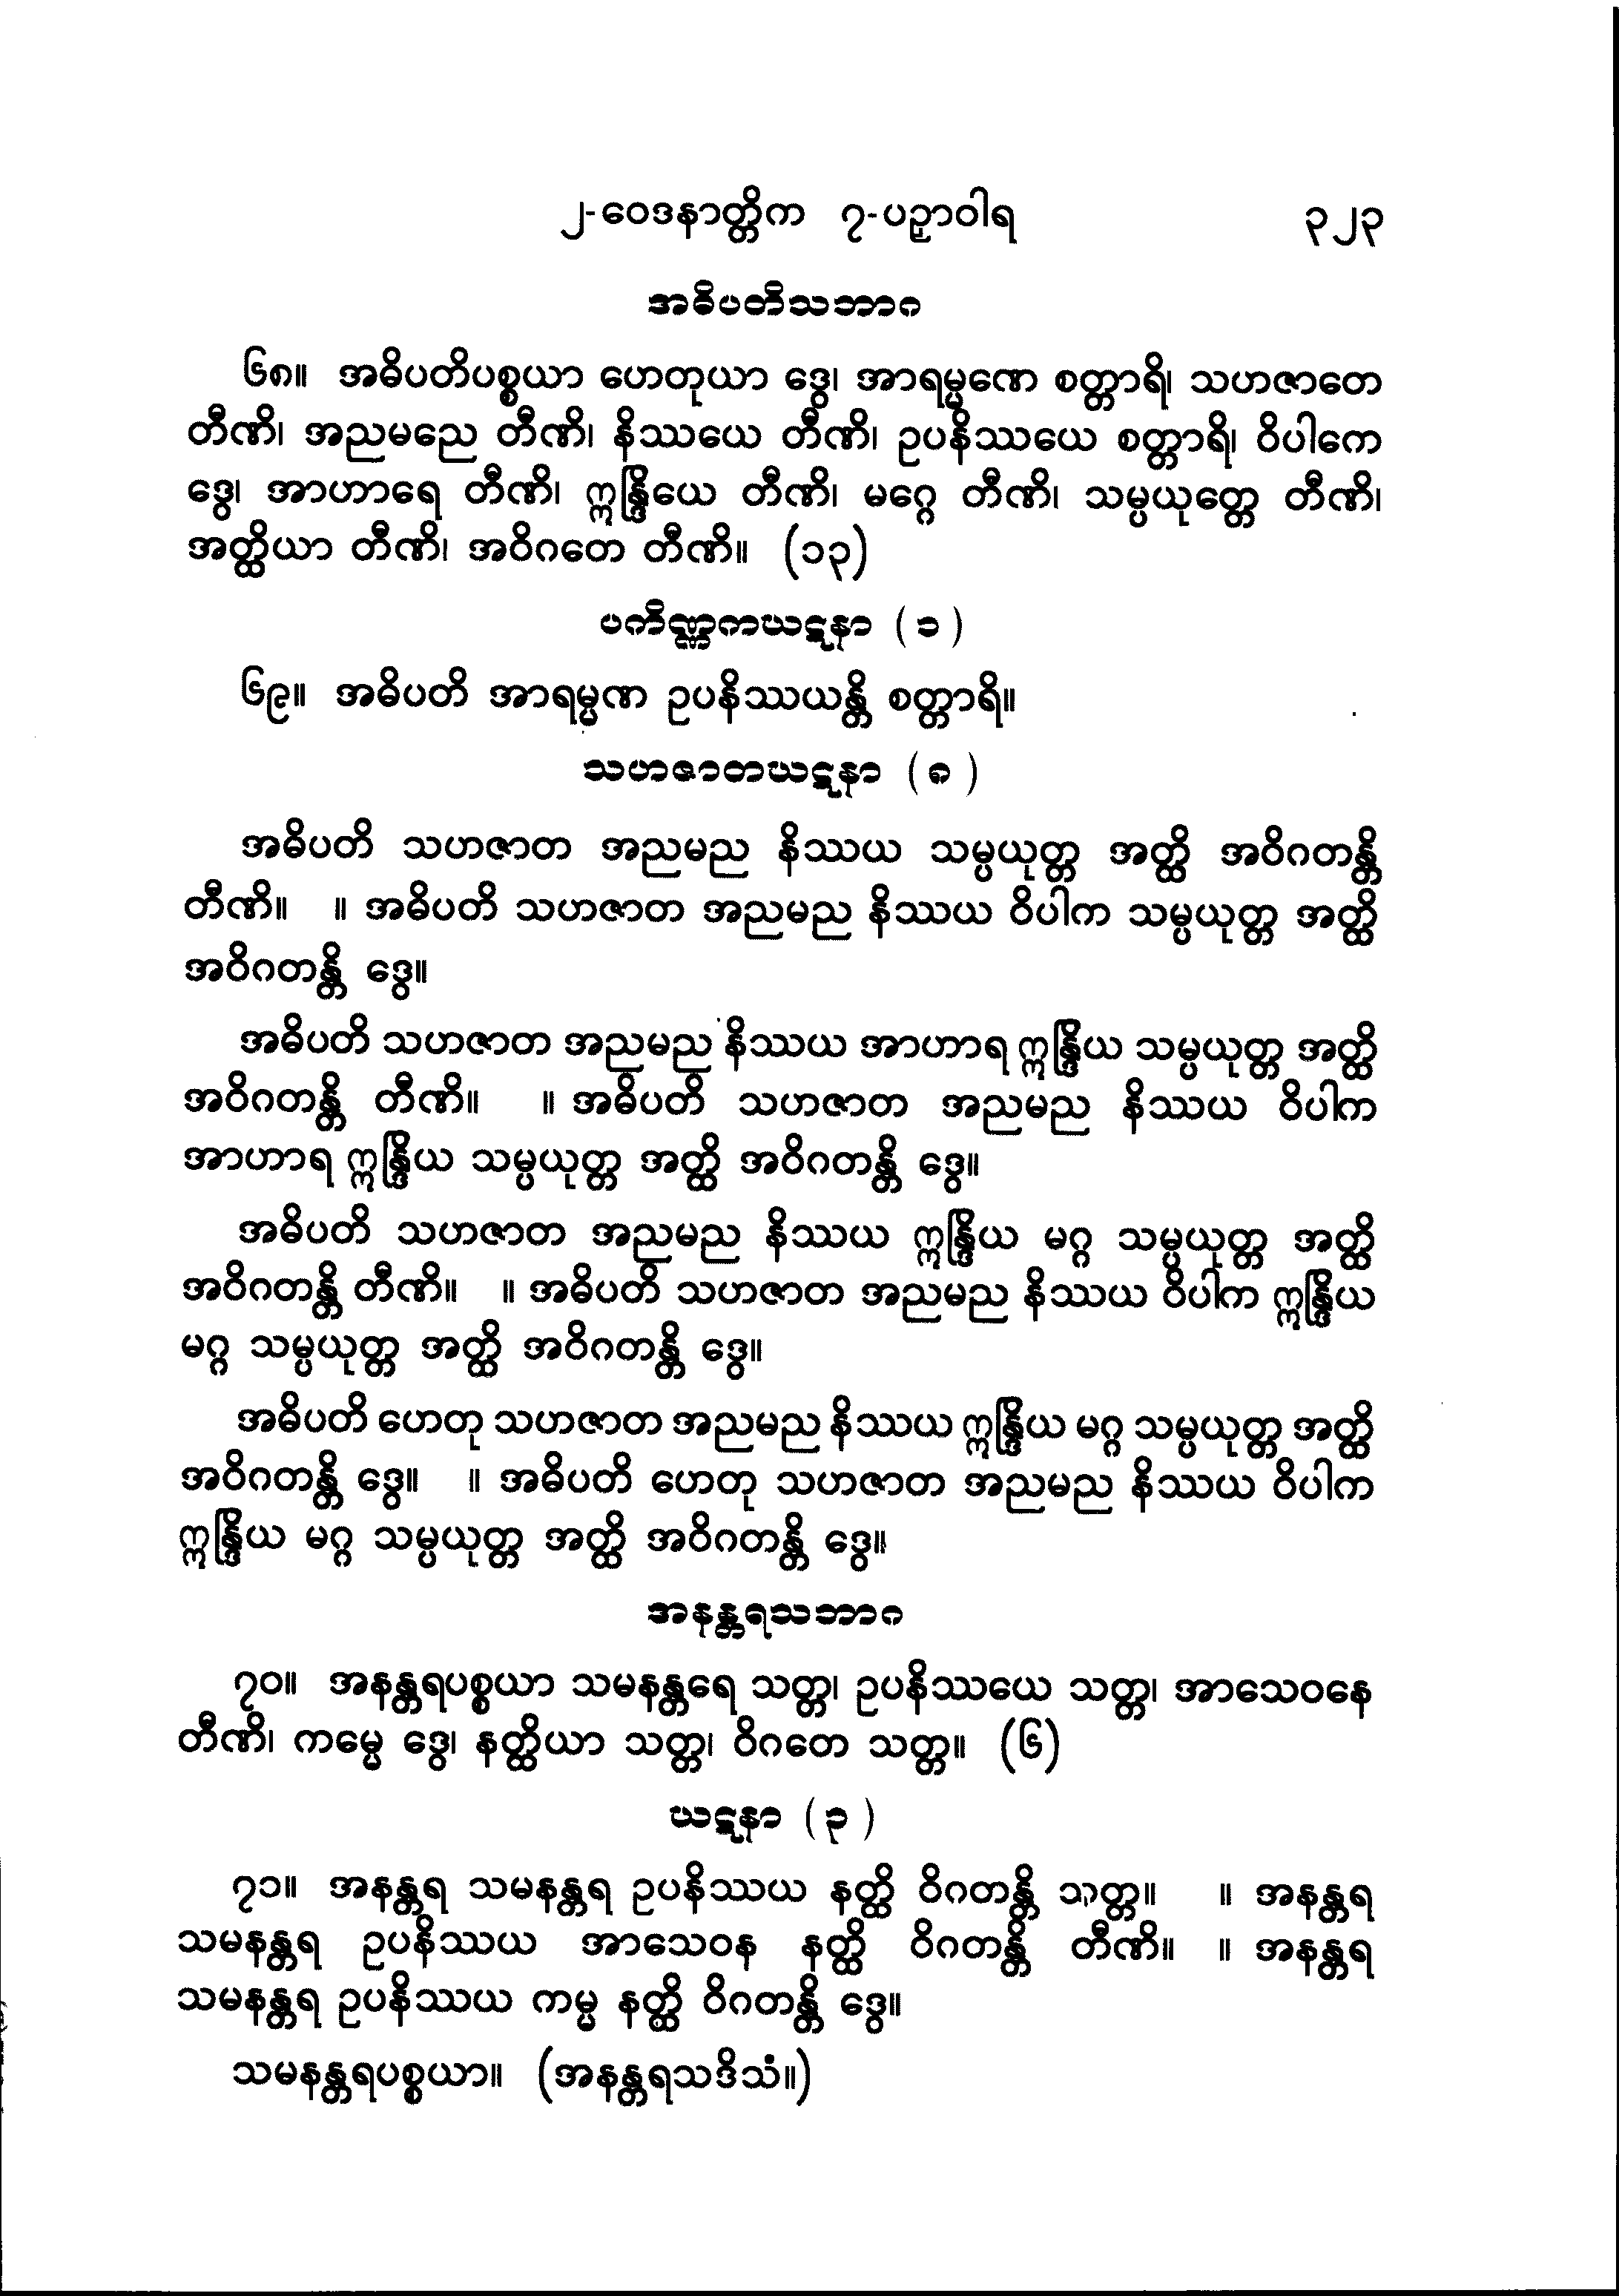 ၂-ဝေဒနာတ္တိက ၇-ပဉှာဝါရ ၃၂၃
အဓိပတိသဘာဂ
၆၈။ အဓိပတိပစ္စယာ ဟေတုယာ ဒွေ၊ အာရမ္မဏေ စတ္တာရိ၊ သဟဇာတေ
တီဏိ၊ အညမညေ တီဏိ၊ နိဿယေ တီဏိ၊ ဥပနိဿယေ စတ္တာရိ၊ ဝိပါကေ
ဒွေ၊ အာဟာရေ တီဏိ၊ ဣန္ဒြိယေ တီဏိ၊ မဂ္ဂေ တီဏိ၊ သမ္ပယုတ္တေ တီဏိ၊
အတ္ထိယာ တီဏိ၊ အဝိဂတေ တီဏိ။ (၁၃)
ပကိဏ္ဏကဃဋနာ (၁)
၆၉။ အဓိပတိ အာရမ္မဏ ဥပနိဿယန္တိ စတ္တာရိ။
သဟဇာတဃဋနာ (၈)
အဓိပတိ သဟဇာတ အညမည နိဿယ သမ္ပယုတ္တ အတ္ထိ အဝိဂတန္တိ
တီဏိ။ ။ အဓိပတိ သဟဇာတ အညမည နိဿယ ဝိပါက သမ္ပယုတ္တ အတ္ထိ
အဝိဂတန္တိ ဒွေ။
အဓိပတိ သဟဇာတ အညမည နိဿယ အာဟာရ ဣန္ဒြိယ သမ္ပယုတ္တ အတ္ထိ
အဝိဂတန္တိ တီဏိ။ ။ အဓိပတိ သဟဇာတ အညမည နိဿယ ဝိပါက
အာဟာရ ဣန္ဒြိယ သမ္ပယုတ္တ အတ္ထိ အဝိဂတန္တိ ဒွေ။
အဓိပတိ သဟဇာတ အညမည နိဿယ ဣန္ဒြိယ မဂ္ဂ သမ္ပယုတ္တ အတ္ထိ
အဝိဂတန္တိ တီဏိ။ ။ အဓိပတိ သဟဇာတ အညမည နိဿယ ဝိပါက ဣန္ဒြိယ
မဂ္ဂ သမ္ပယုတ္တ အတ္ထိ အဝိဂတန္တိ ဒွေ။
အဓိပတိ ဟေတု သဟဇာတ အညမည နိဿယ ဣန္ဒြိယ မဂ္ဂ သမ္ပယုတ္တ အတ္ထိ
အဝိဂတန္တိ ဒွေ။ ။ အဓိပတိ ဟေတု သဟဇာတ အညမည နိဿယ ဝိပါက
ဣန္ဒြိယ မဂ္ဂ သမ္ပယုတ္တ အတ္ထိ အဝိဂတန္တိ ဒွေ။
အနန္တရသဘာဂ
၇၀။ အနန္တရပစ္စယာ သမနန္တရေ သတ္တ၊ ဥပနိဿယေ သတ္တ၊ အာသေဝနေ
တီဏိ၊ ကမ္မေ ဒွေ၊ နတ္ထိယာ သတ္တ၊ ဝိဂတေ သတ္တ။ (၆)
ဃဋနာ (၃)
၇၁။ အနန္တရ သမနန္တရ ဥပနိဿယ နတ္ထိ ဝိဂတန္တိ သတ္တ။ ။ အနန္တရ
သမနန္တရ ဥပနိဿယ အာသေဝန နတ္ထိ ဝိဂတန္တိ တီဏိ။ ။ အနန္တရ
သမနန္တရ ဥပနိဿယ ကမ္မ နတ္ထိ ဝိဂတန္တိ ဒွေ။
သမနန္တရပစ္စယာ။ (အနန္တရသဒိသံ။)